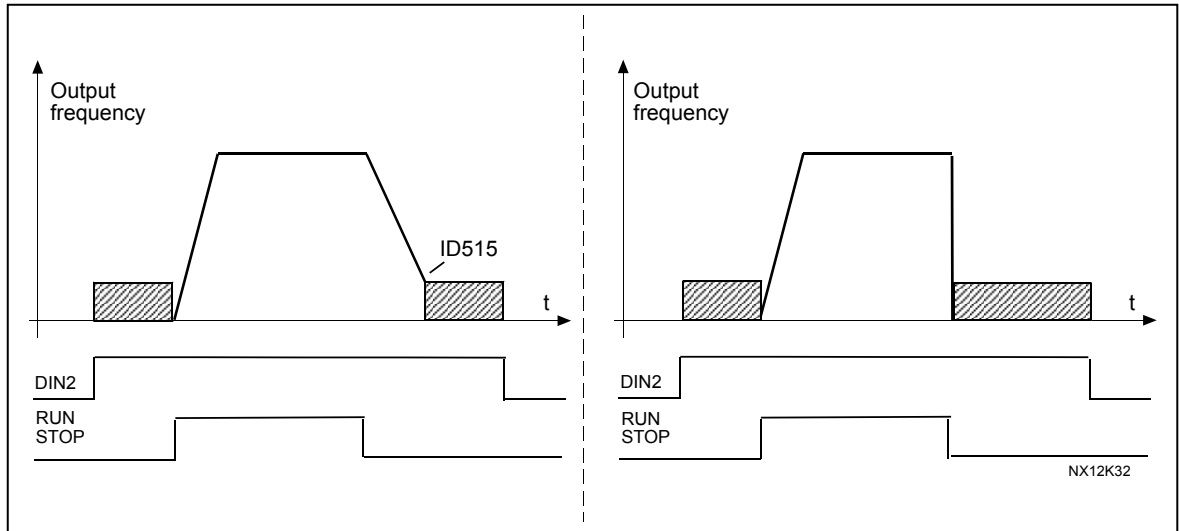 Output
frequency
ID515
t
DIN2
RUN
STOP
Output
frequency
t
DIN2
RUN
STOP
NX12K32